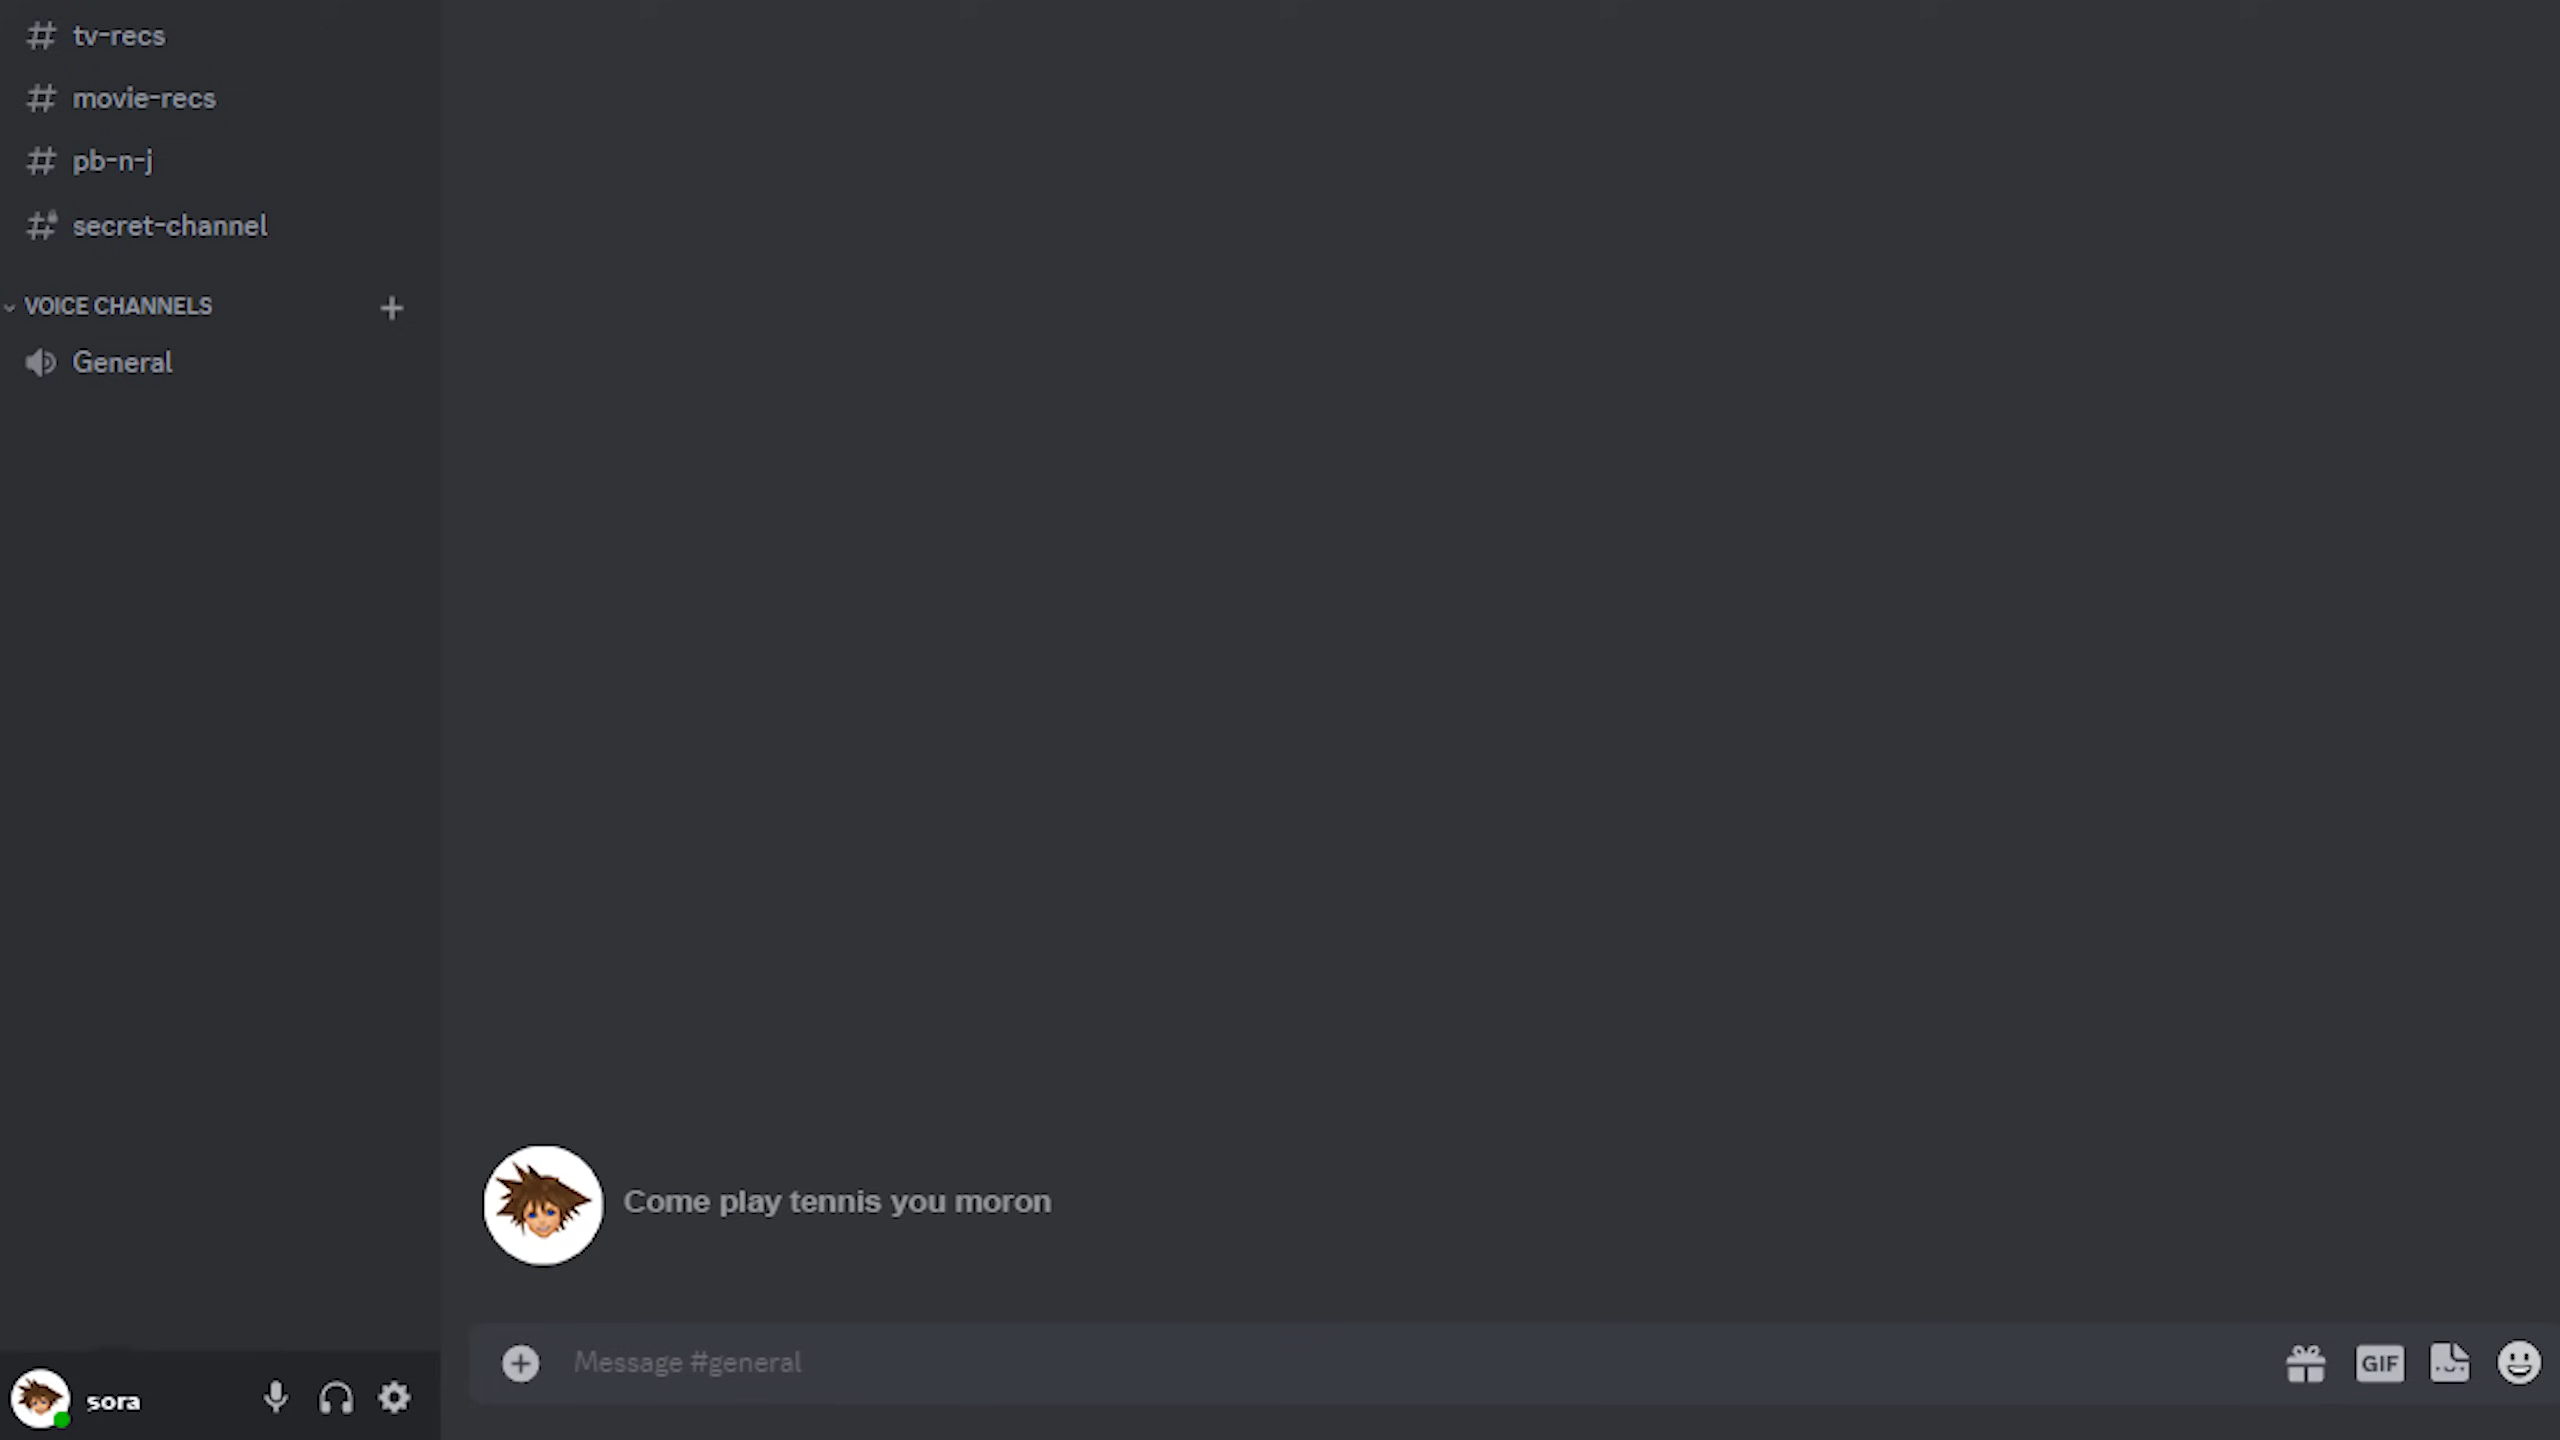 # tv-recs
# movie-recs
# pb-n-j
# secret-channel
VOICE CHANNELS
General
Come play tennis you moron
Message #general
GIF
sora